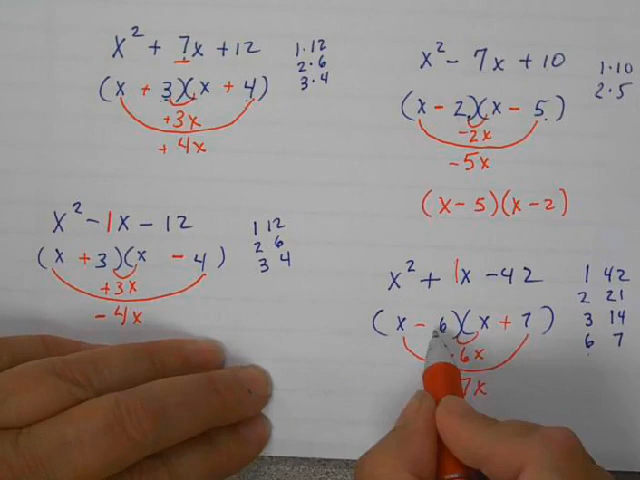 x² + 7x + 12
1·12
2·6
3·4
(x + 3)(x + 4)
+3x
+4x
x² - 7x + 10
1·10
2·5
(x - 2)(x - 5)
-2x
-5x
(x - 5)(x - 2)
x² - 1x - 12
1 12
2 6
3 4
(x + 3)(x - 4)
+3x
-4x
x² + 1x - 42
1 42
2 21
3 14
6 7
(x - 6)(x + 7)
6x
7x